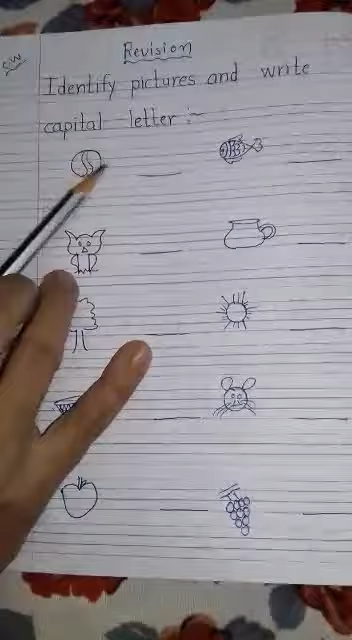 C.W
Revision
Identify pictures and write
capital letter :-